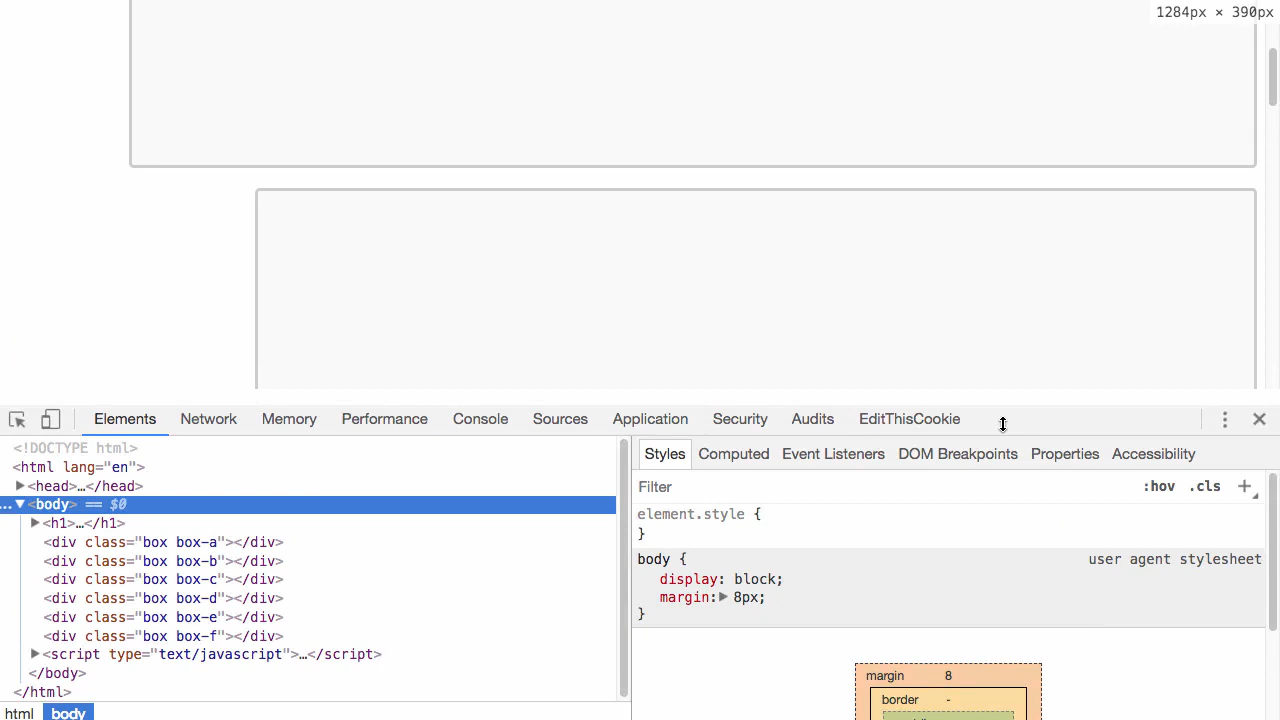 1284px × 390px
Elements Network Memory Performance Console Sources Application Security Audits EditThisCookie
<!DOCTYPE html>
<html lang="en">
<head>…</head>
…<body> == $0
<h1>…</h1>
<div class="box box-a"></div>
<div class="box box-b"></div>
<div class="box box-c"></div>
<div class="box box-d"></div>
<div class="box box-e"></div>
<div class="box box-f"></div>
<script type="text/javascript">…</script>
</body>
</html>
html body
Styles Computed Event Listeners DOM Breakpoints Properties Accessibility
Filter :hov .cls +
element.style {
}
body { user agent stylesheet
display: block;
margin: 8px;
}
margin 8
border -